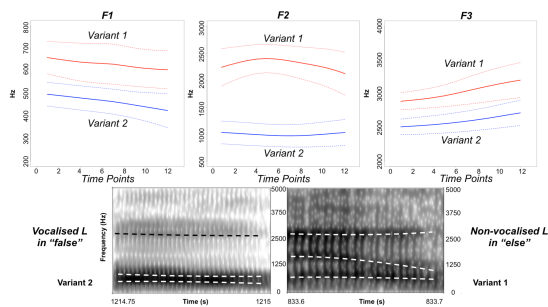 F1
F2
F3
800
700
600
500
400
300
200
Hz
Variant 1
Variant 2
0 2 4 6 8 10 12
Time Points
3000
2500
2000
1500
1000
500
Hz
Variant 1
Variant 2
0 2 4 6 8 10 12
Time Points
4000
3500
3000
2500
2000
Hz
Variant 1
Variant 2
0 2 4 6 8 10 12
Time Points
Vocalised L
in “false”
Variant 2
Frequency (Hz)
5000
3750
2500
1250
0
1214.75 Time (s) 1215
5000
3750
2500
1250
0
833.6 Time (s) 833.7
Non-vocalised L
in “else”
Variant 1